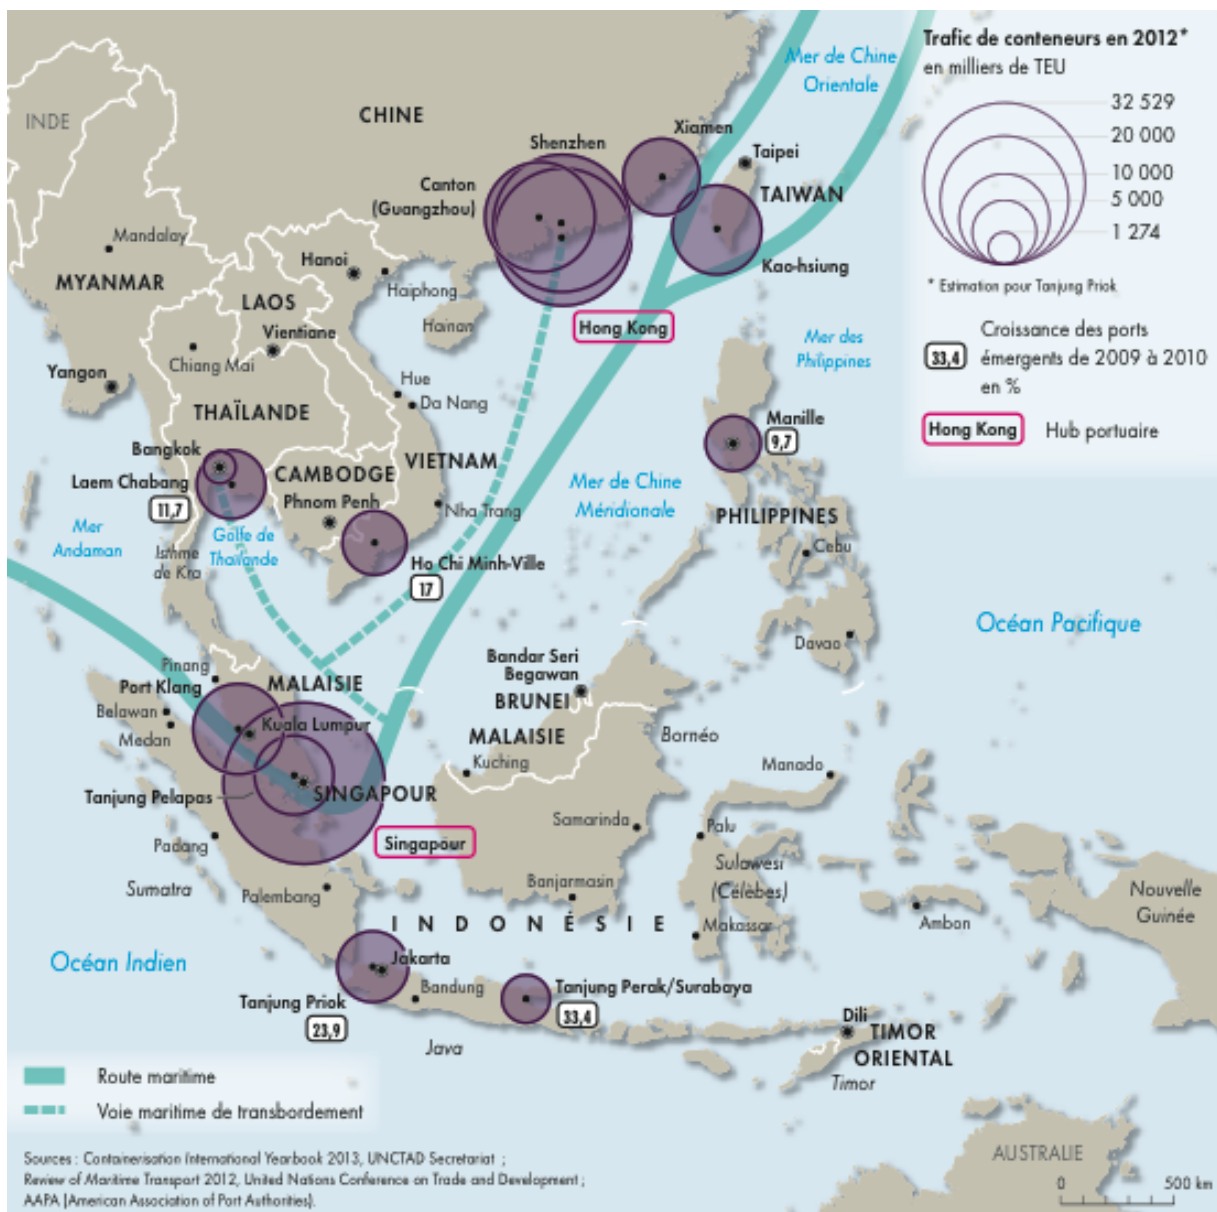 Trafic de conteneurs en 2012*
en milliers de TEU
32 529
20 000
10 000
5 000
1 274
* Estimation pour Tanjung Priok
33,4
Croissance des ports
émergents de 2009 à 2010
en %
Hong Kong
Hub portuaire
Mer de Chine
Orientale
CHINE
INDE
Shenzhen
Xiamen
Taipei
Canton
(Guangzhou)
TAIWAN
Mandalay
Hanoi
Kao-hsiung
MYANMAR
Haiphong
LAOS
Hainan
Hong Kong
Vientiane
Mer des
Philippines
Chiang Mai
Yangon
Hue
Da Nang
THAÏLANDE
Manille
9,7
Bangkok
VIETNAM
CAMBODGE
Laem Chabang
11,7
Phnom Penh
Mer de Chine
Méridionale
Nha Trang
PHILIPPINES
Mer
Andaman
Golfe de
Thaïlande
Isthme
de Kra
Cebu
Ho Chi Minh-Ville
17
Océan Pacifique
Davao
Pinang
Bandar Seri
Begawan
Port Klang
MALAISIE
BRUNEI
Belawan
Medan
Kuala Lumpur
MALAISIE
Bornéo
Kuching
Manado
Tanjung Pelapas
SINGAPOUR
Samarinda
Palu
Singapour
Padang
Sulawesi
(Célèbes)
Sumatra
Palembang
Banjarmasin
Nouvelle
Guinée
INDONÉSIE
Makassar
Ambon
Océan Indien
Jakarta
Tanjung Priok
23,9
Bandung
Tanjung Perak/Surabaya
33,4
Dili
TIMOR
ORIENTAL
Java
Timor
Route maritime
Voie maritime de transbordement
AUSTRALIE
0 500 km
Sources : Containerisation International Yearbook 2013, UNCTAD Secretariat ;
Review of Maritime Transport 2012, United Nations Conference on Trade and Development ;
AAPA (American Association of Port Authorities).